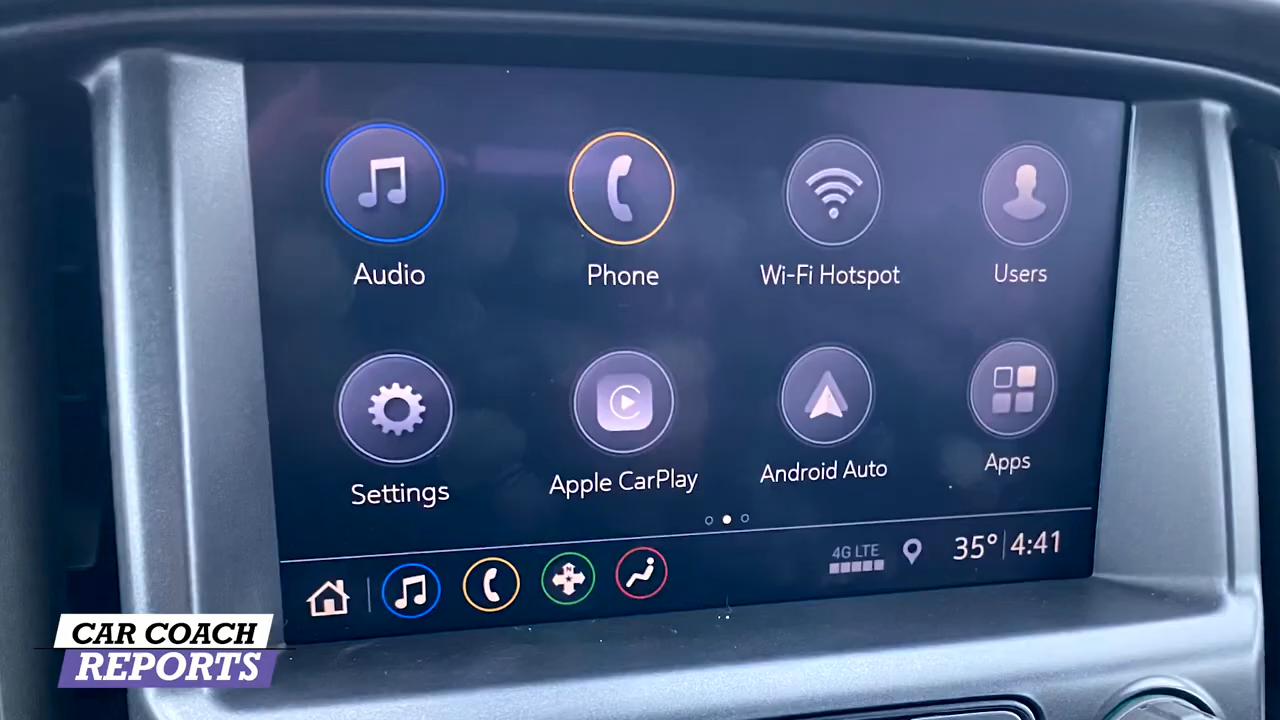 Audio
Phone
Wi-Fi Hotspot
Users
Settings
Apple CarPlay
Android Auto
Apps
4G LTE
35° 4:41
CAR COACH
REPORTS